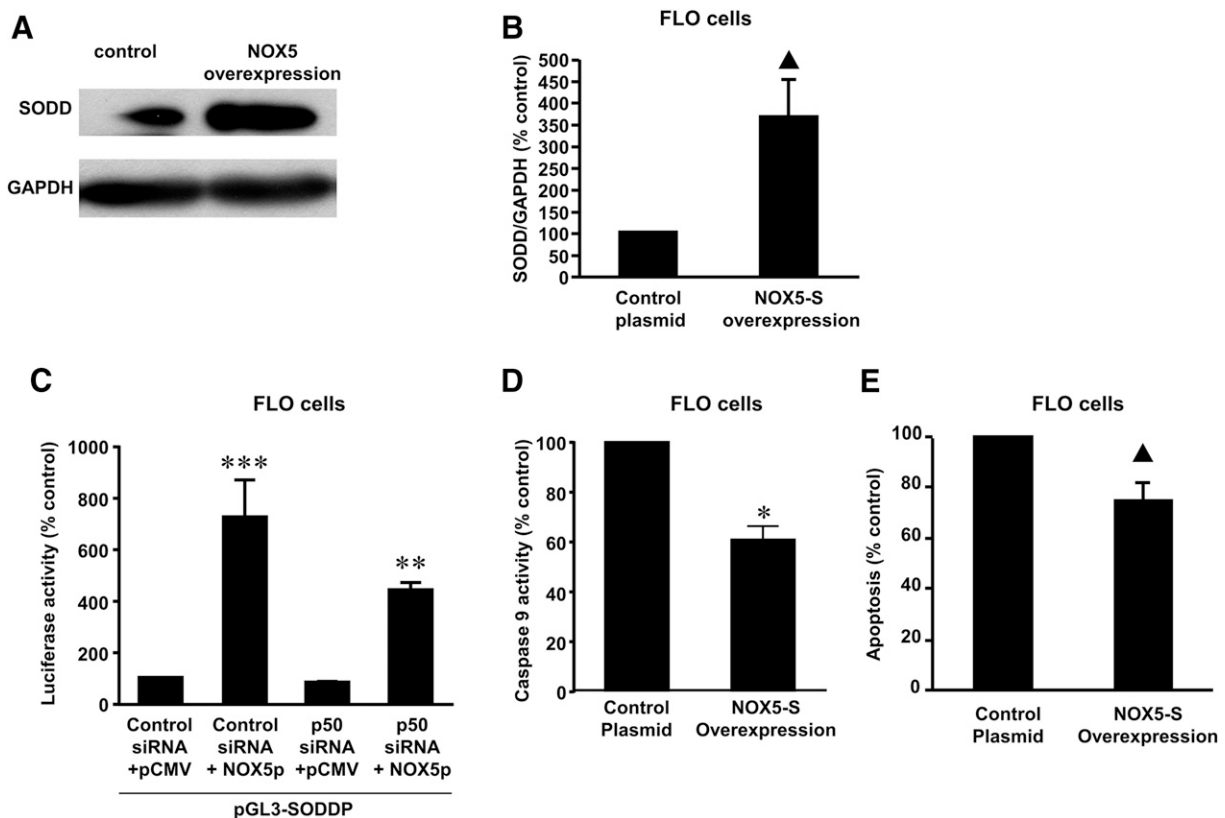 A
control
NOX5
overexpression
SODD
GAPDH
B
FLO cells
SODD/GAPDH (% control)
500
450
400
350
300
250
200
150
100
50
0
Control
plasmid
NOX5-S
overexpression
C
FLO cells
Luciferase activity (% control)
1000
800
600
400
200
0
***
**
Control
siRNA
+pCMV
Control
siRNA
+ NOX5p
p50
siRNA
+pCMV
p50
siRNA
+ NOX5p
pGL3-SODDP
D
FLO cells
Caspase 9 activity (% control)
100
80
60
40
20
0
*
Control
Plasmid
NOX5-S
Overexpression
E
FLO cells
Apoptosis (% control)
100
80
60
40
20
0
Control
Plasmid
NOX5-S
Overexpression